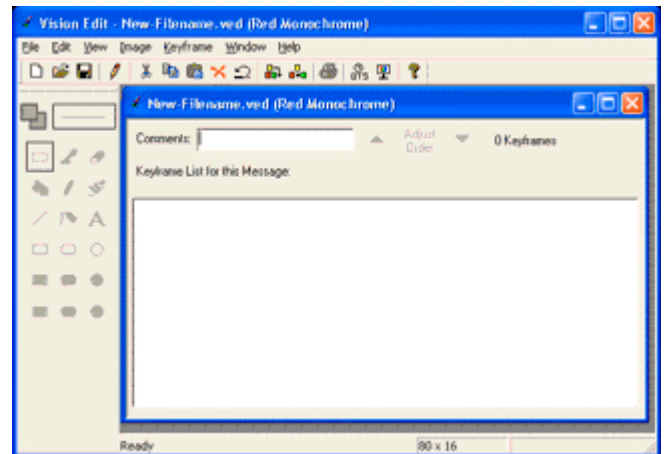 Vision Edit - New-Filename.ved (Red Monochrome)
File Edit View Image Keyframe Window Help
New-Filename.ved (Red Monochrome)
Comments: Adjust Order 0 Keyframes
Keyframe List for this Message:
A
Ready 80 x 16